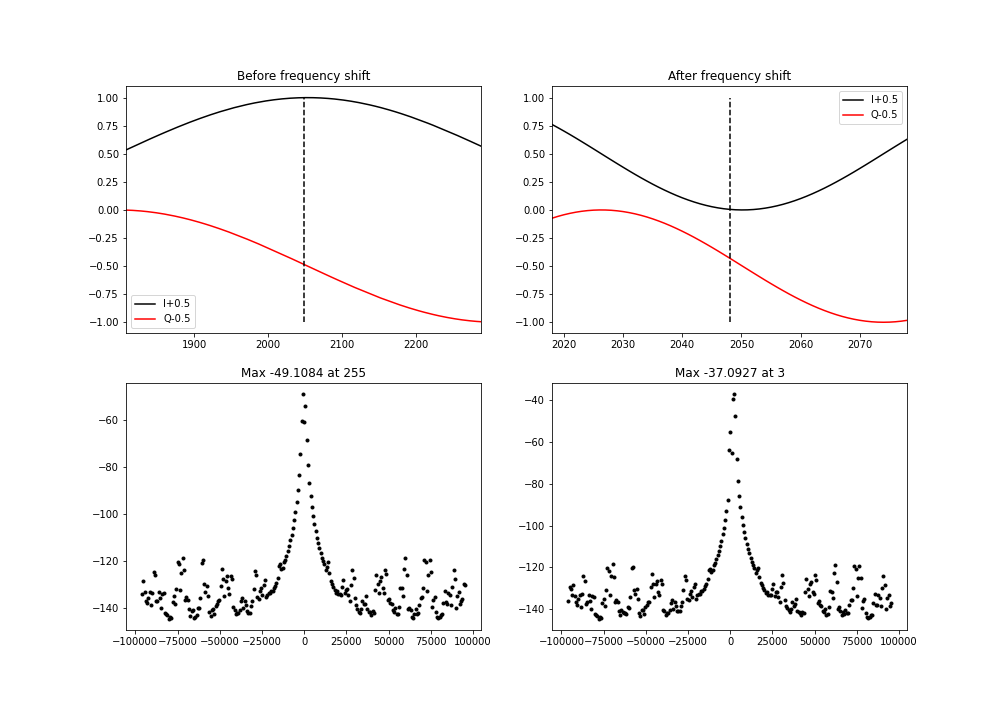 Before frequency shift
1.00
0.75
0.50
0.25
0.00
−0.25
−0.50
−0.75
−1.00
I+0.5
Q-0.5
1900 2000 2100 2200
After frequency shift
1.00
0.75
0.50
0.25
0.00
−0.25
−0.50
−0.75
−1.00
I+0.5
Q-0.5
2020 2030 2040 2050 2060 2070
Max -49.1084 at 255
−60
−80
−100
−120
−140
−100000 −75000 −50000 −25000 0 25000 50000 75000 100000
Max -37.0927 at 3
−40
−60
−80
−100
−120
−140
−100000 −75000 −50000 −25000 0 25000 50000 75000 100000